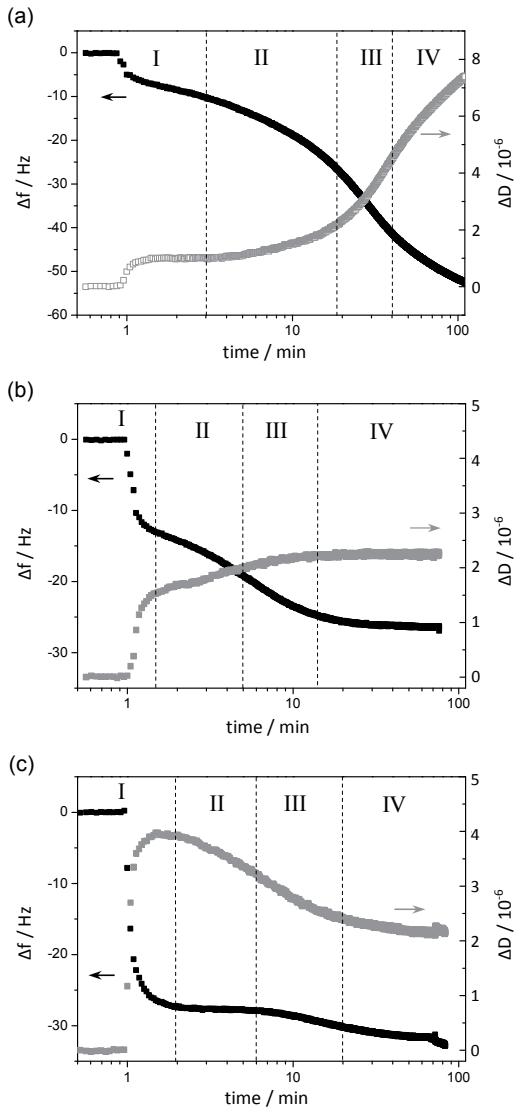 (a)
I II III IV
0
-10
-20
-30
-40
-50
-60
Δf / Hz
8
6
4
2
0
ΔD / 10⁻⁶
1 10 100
time / min
(b)
I II III IV
0
-10
-20
-30
Δf / Hz
5
4
3
2
1
0
ΔD / 10⁻⁶
1 10 100
time / min
(c)
I II III IV
0
-10
-20
-30
Δf / Hz
5
4
3
2
1
0
ΔD / 10⁻⁶
1 10 100
time / min